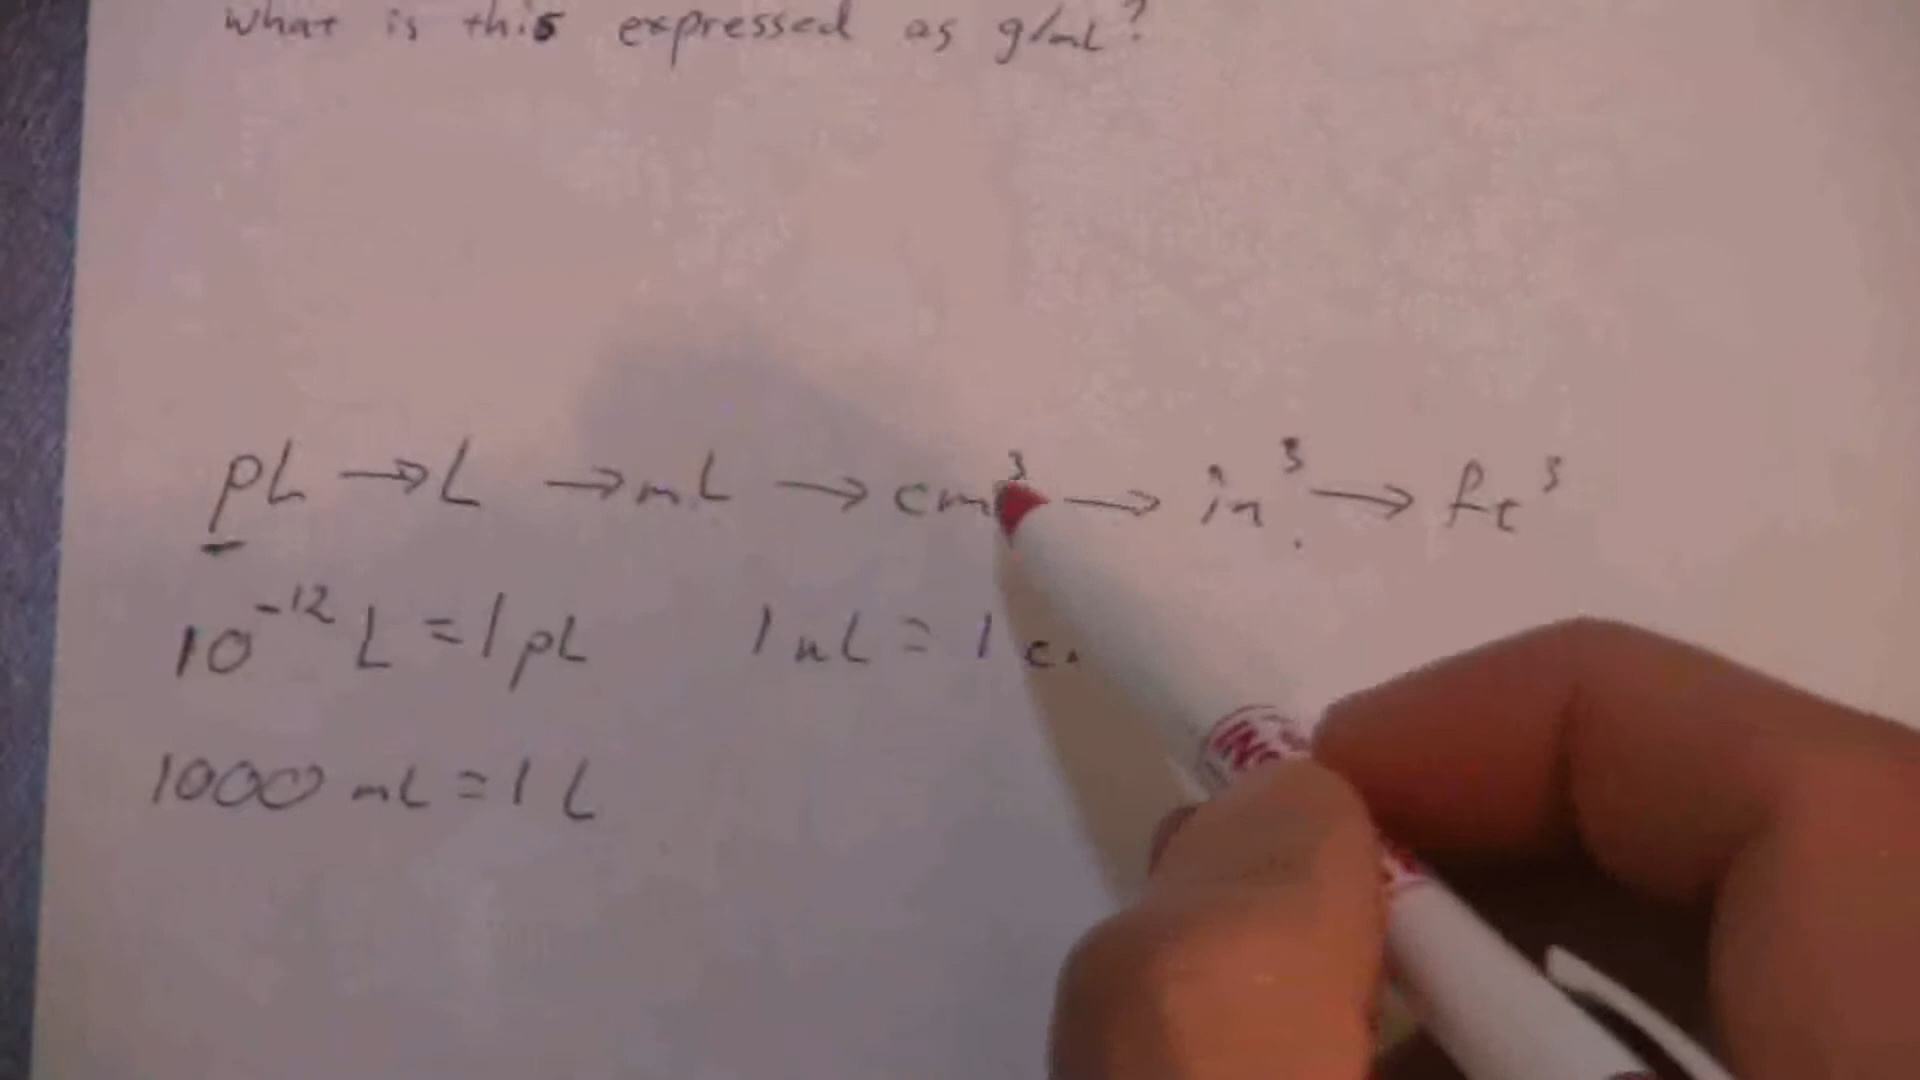 what is this expressed as g/mL?
pL → L → mL → cm³ → in³ → ft³
10⁻¹² L = 1 pL 1 mL = 1 c
1000 mL = 1 L